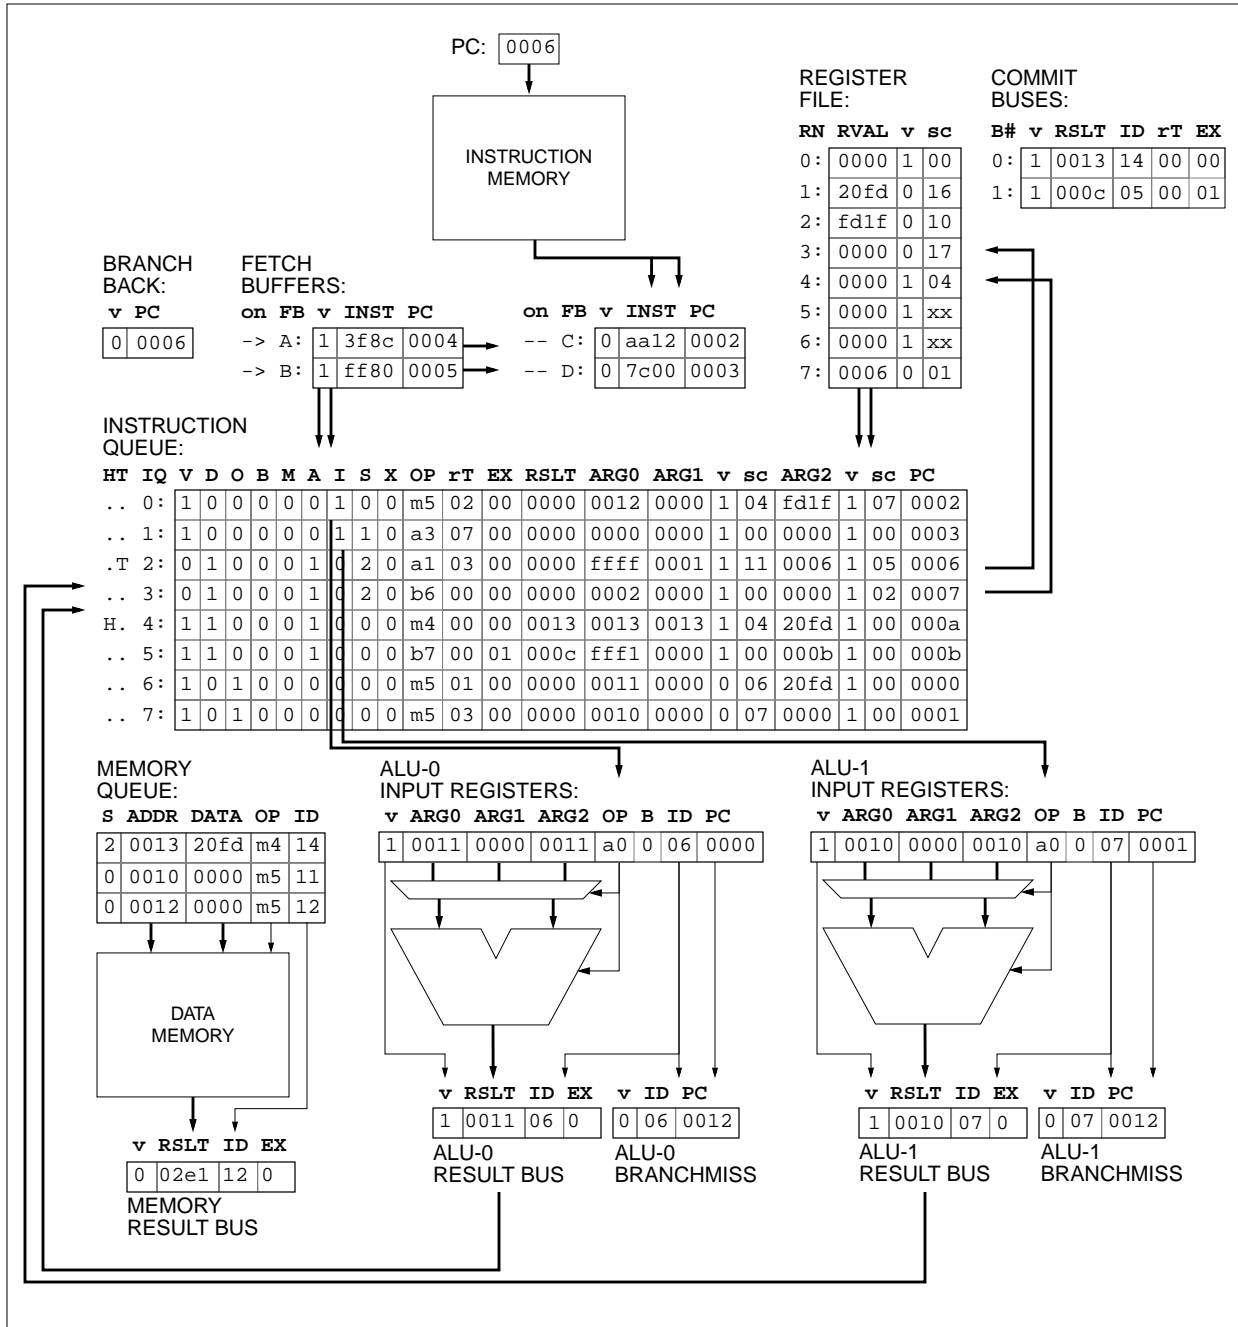 PC: 0006
INSTRUCTION
MEMORY
REGISTER
FILE:
RN RVAL v sc
0: 0000 1 00
1: 20fd 0 16
2: fd1f 0 10
3: 0000 0 17
4: 0000 1 04
5: 0000 1 xx
6: 0000 1 xx
7: 0006 0 01
COMMIT
BUSES:
B# v RSLT ID rT EX
0: 1 0013 14 00 00
1: 1 000c 05 00 01
BRANCH
BACK:
v PC
0 0006
FETCH
BUFFERS:
on FB v INST PC
-> A: 1 3f8c 0004
-> B: 1 ff80 0005
on FB v INST PC
-- C: 0 aa12 0002
-- D: 0 7c00 0003
INSTRUCTION
QUEUE:
HT IQ V D O B M A I S X OP rT EX RSLT ARG0 ARG1 v sc ARG2 v sc PC
.. 0: 1 0 0 0 0 0 1 0 0 m5 02 00 0000 0012 0000 1 04 fd1f 1 07 0002
.. 1: 1 0 0 0 0 0 1 1 0 a3 07 00 0000 0000 0000 1 00 0000 1 00 0003
.T 2: 0 1 0 0 0 1 0 2 0 a1 03 00 0000 ffff 0001 1 11 0006 1 05 0006
.. 3: 0 1 0 0 0 1 0 2 0 b6 00 00 0000 0002 0000 1 00 0000 1 02 0007
H. 4: 1 1 0 0 0 1 0 0 0 m4 00 00 0013 0013 0013 1 04 20fd 1 00 000a
.. 5: 1 1 0 0 0 1 0 0 0 b7 00 01 000c fff1 0000 1 00 000b 1 00 000b
.. 6: 1 0 1 0 0 0 0 0 0 m5 01 00 0000 0011 0000 0 06 20fd 1 00 0000
.. 7: 1 0 1 0 0 0 0 0 0 m5 03 00 0000 0010 0000 0 07 0000 1 00 0001
MEMORY
QUEUE:
S ADDR DATA OP ID
2 0013 20fd m4 14
0 0010 0000 m5 11
0 0012 0000 m5 12
DATA
MEMORY
v RSLT ID EX
0 02e1 12 0
MEMORY
RESULT BUS
ALU-0
INPUT REGISTERS:
v ARG0 ARG1 ARG2 OP B ID PC
1 0011 0000 0011 a0 0 06 0000
v RSLT ID EX
1 0011 06 0
ALU-0
RESULT BUS
v ID PC
0 06 0012
ALU-0
BRANCHMISS
ALU-1
INPUT REGISTERS:
v ARG0 ARG1 ARG2 OP B ID PC
1 0010 0000 0010 a0 0 07 0001
v RSLT ID EX
1 0010 07 0
ALU-1
RESULT BUS
v ID PC
0 07 0012
ALU-1
BRANCHMISS